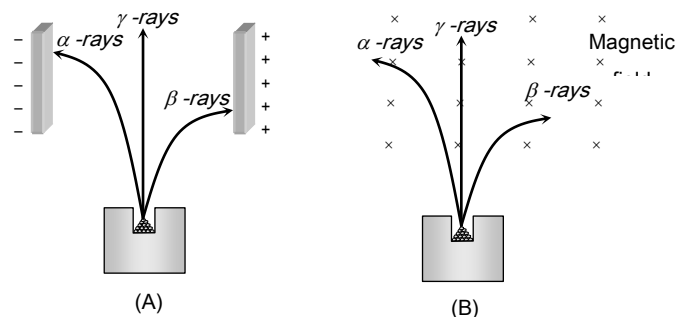 γ -rays
α -rays
β -rays
– + 
– +
– +
– +
– +
(A)
Magnetic
α -rays
γ -rays
β -rays
× × × ×
× × × ×
× × × ×
× × × ×
(B)